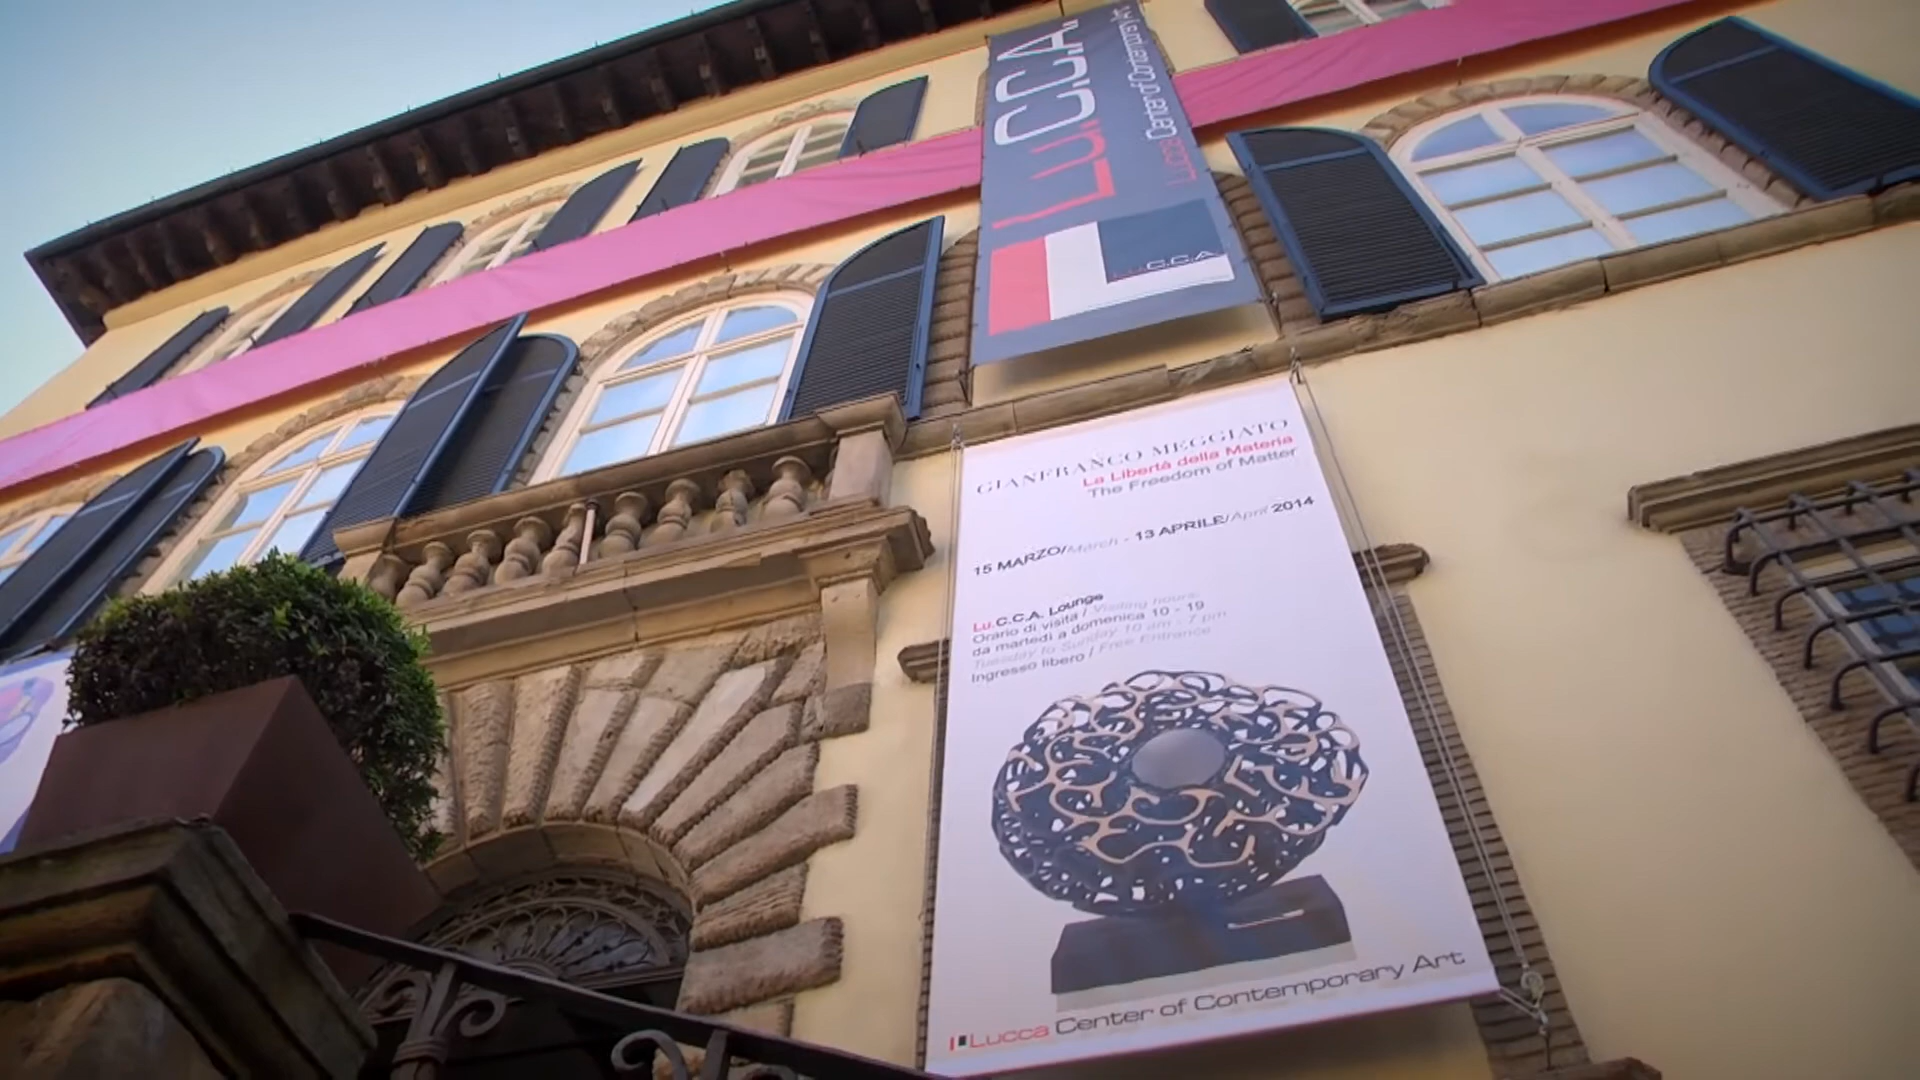 Lu.C.C.A.
Lucca Center of Contemporary Art
Lu.C.C.A.
GIANFRANCO MEGGIATO
La Libertà della Materia
The Freedom of Matter
15 MARZO/March - 13 APRILE/April 2014
Lu.C.C.A. Lounge
Orario di visita / Visiting hours:
da martedì a domenica 10 - 19
Tuesday to Sunday 10 am - 7 pm
Ingresso libero / Free Entrance
Lucca Center of Contemporary Art